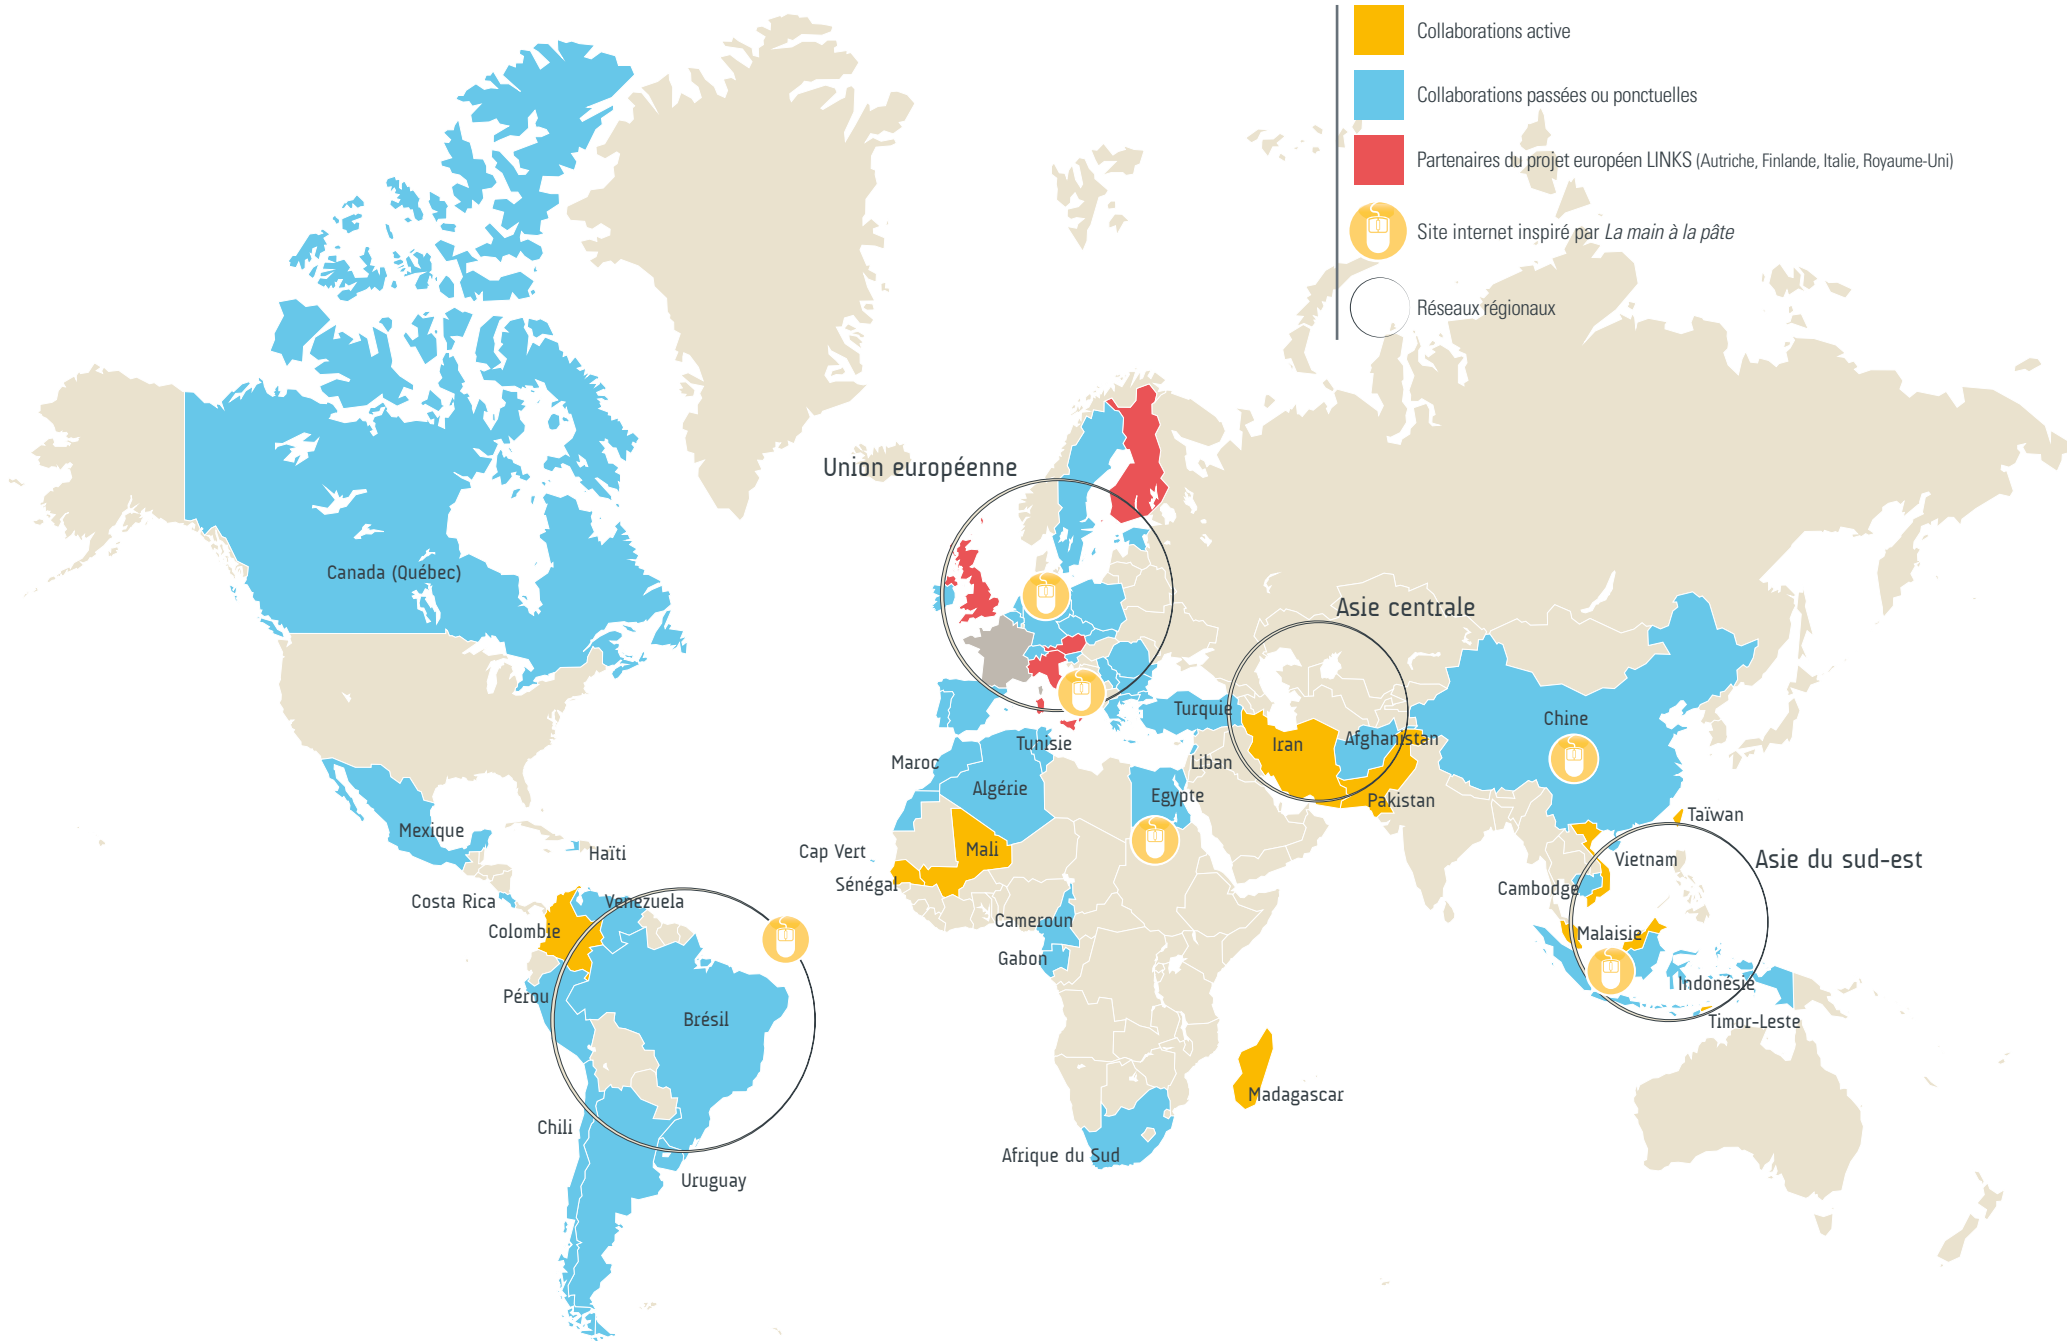 Collaborations active
Collaborations passées ou ponctuelles
Partenaires du projet européen LINKS (Autriche, Finlande, Italie, Royaume-Uni)
Site internet inspiré par La main à la pâte
Réseaux régionaux
Union européenne
Canada (Québec)
Asie centrale
Turquie
Chine
Tunisie
Iran
Afghanistan
Maroc
Liban
Algérie
Egypte
Pakistan
Taïwan
Mexique
Haïti
Cap Vert
Mali
Vietnam
Asie du sud-est
Sénégal
Cambodge
Costa Rica
Venezuela
Colombie
Cameroun
Malaisie
Gabon
Pérou
Indonésie
Brésil
Timor-Leste
Madagascar
Chili
Afrique du Sud
Uruguay